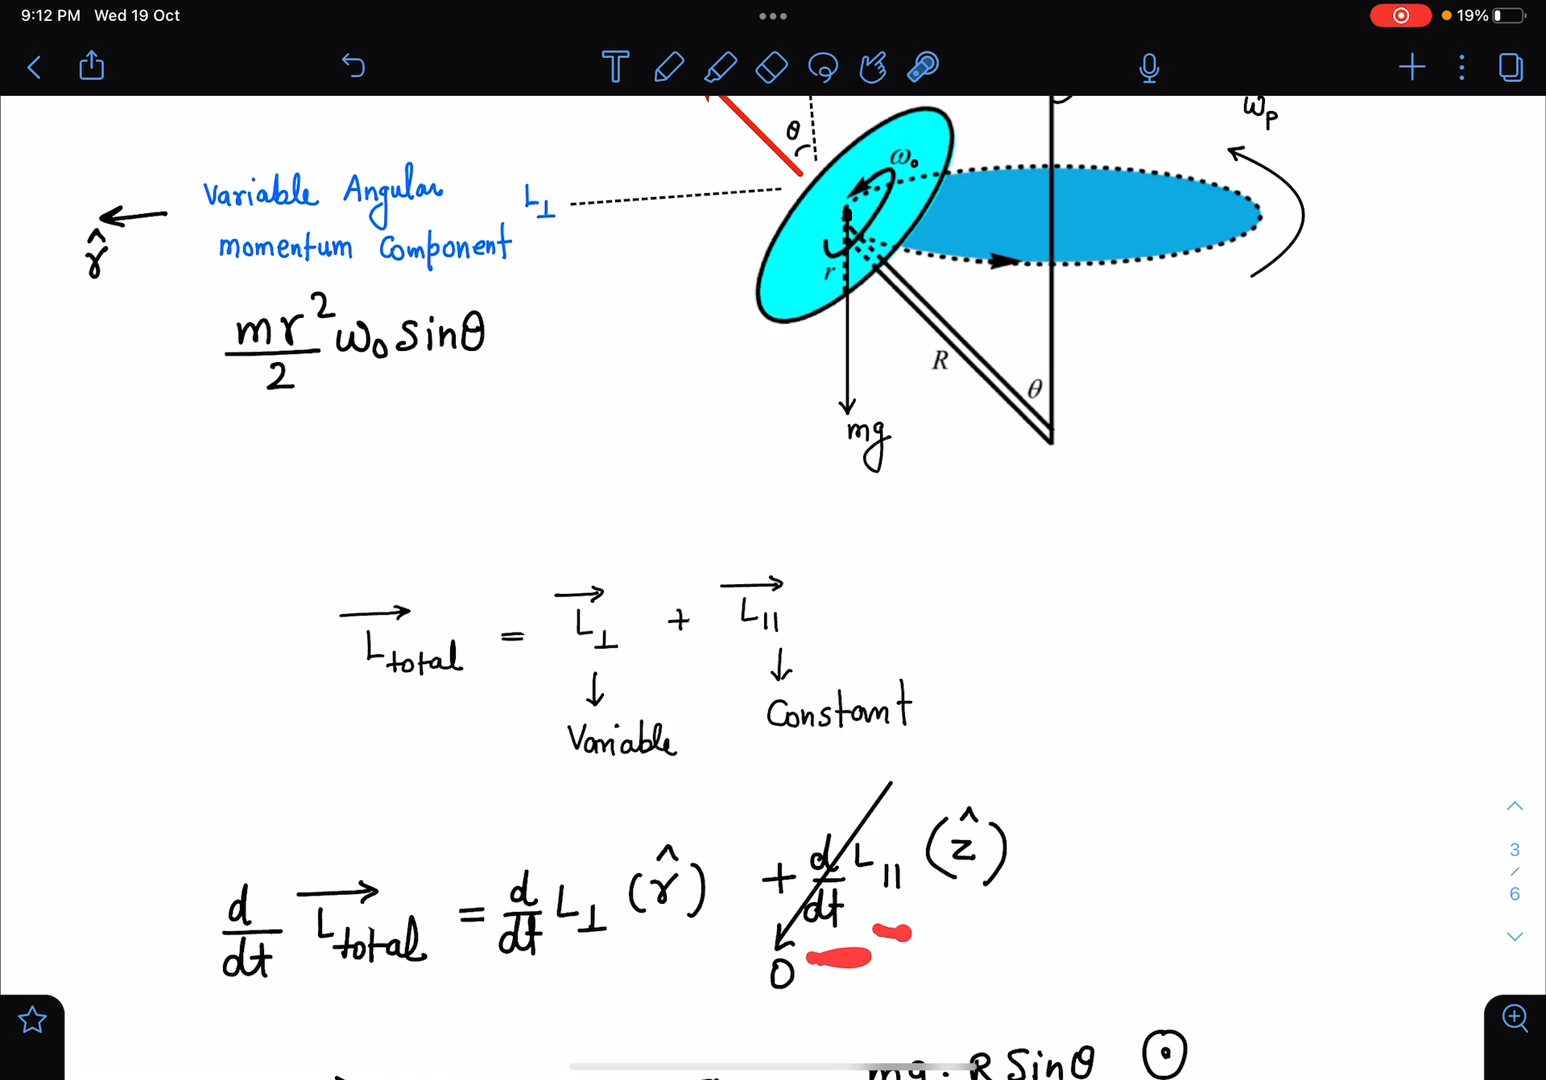 9:12 PM Wed 19 Oct
19%
ωp
θ
ω₀
Variable Angular
momentum Component
L⊥
r̂
r
mr²/2 ω₀ sinθ
R
θ
mg
L⃗total = L⃗⊥ + L⃗||
Variable
Constant
d/dt L⃗total = d/dt L⊥ (r̂) + d/dt L|| (ẑ)
0
3
/
6
mg . R Sinθ